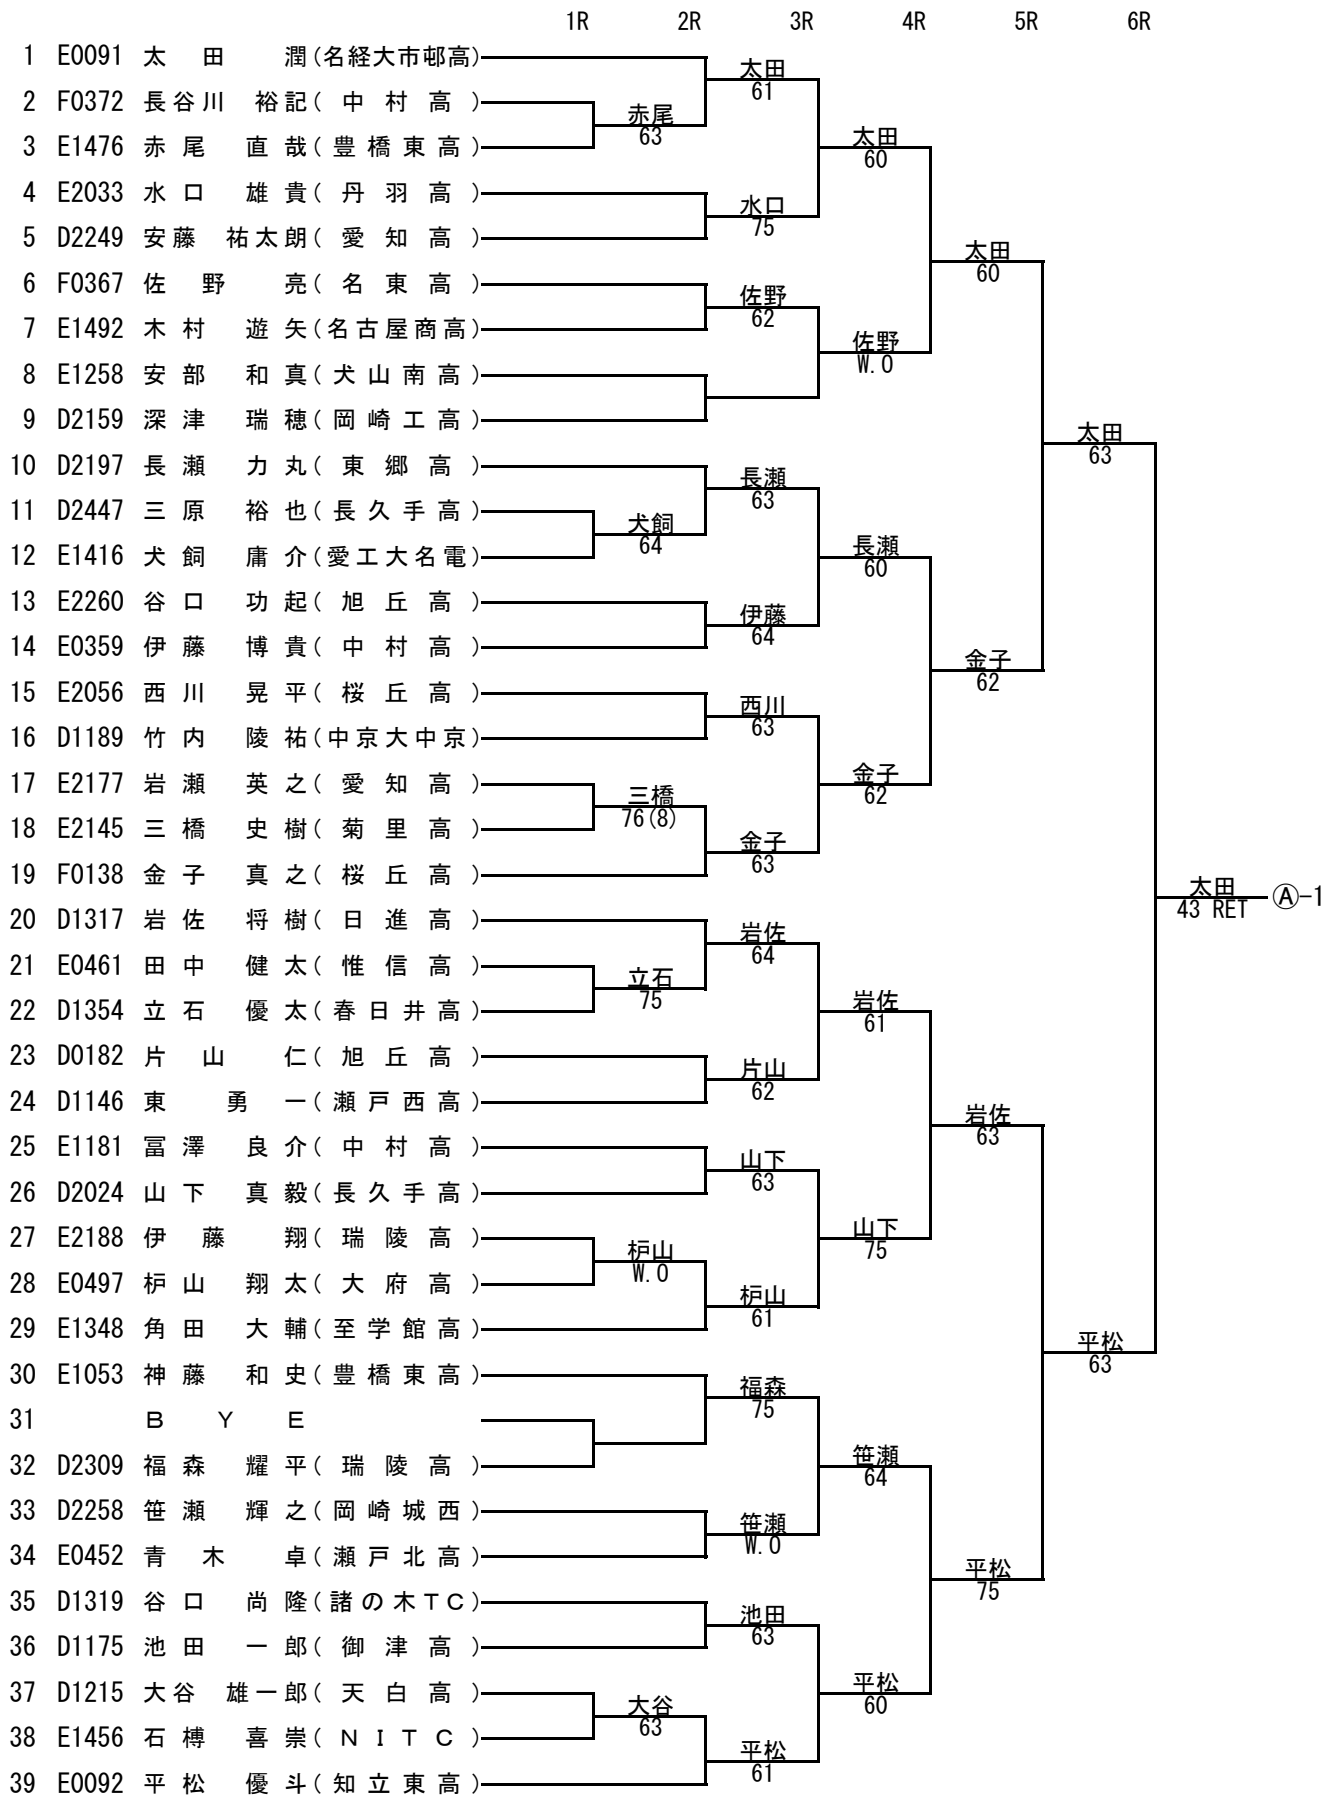 1R 2R 3R 4R 5R 6R
1 E0091 太田 潤(名経大市邨高)
2 F0372 長谷川 裕記(中村高)
3 E1476 赤尾 直哉(豊橋東高)
4 E2033 水口 雄貴(丹羽高)
5 D2249 安藤 祐太朗(愛知高)
6 F0367 佐野 亮(名東高)
7 E1492 木村 遊矢(名古屋商高)
8 E1258 安部 和真(犬山南高)
9 D2159 深津 瑞穂(岡崎工高)
10 D2197 長瀬 力丸(東郷高)
11 D2447 三原 裕也(長久手高)
12 E1416 犬飼 庸介(愛工大名電)
13 E2260 谷口 功起(旭丘高)
14 E0359 伊藤 博貴(中村高)
15 E2056 西川 晃平(桜丘高)
16 D1189 竹内 陵祐(中京大中京)
17 E2177 岩瀬 英之(愛知高)
18 E2145 三橋 史樹(菊里高)
19 F0138 金子 真之(桜丘高)
20 D1317 岩佐 将樹(日進高)
21 E0461 田中 健太(惟信高)
22 D1354 立石 優太(春日井高)
23 D0182 片山 仁(旭丘高)
24 D1146 東 勇一(瀬戸西高)
25 E1181 冨澤 良介(中村高)
26 D2024 山下 真毅(長久手高)
27 E2188 伊藤 翔(瑞陵高)
28 E0497 枦山 翔太(大府高)
29 E1348 角田 大輔(至学館高)
30 E1053 神藤 和史(豊橋東高)
31 BYE
32 D2309 福森 耀平(瑞陵高)
33 D2258 笹瀬 輝之(岡崎城西)
34 E0452 青木 卓(瀬戸北高)
35 D1319 谷口 尚隆(諸の木TC)
36 D1175 池田 一郎(御津高)
37 D1215 大谷 雄一郎(天白高)
38 E1456 石榑 喜崇(NITC)
39 E0092 平松 優斗(知立東高)
赤尾
63
犬飼
64
三橋
76(8)
立石
75
枦山
W.O
大谷
63
太田
61
水口
75
佐野
62
長瀬
63
伊藤
64
西川
63
金子
63
岩佐
64
片山
62
山下
63
枦山
61
福森
75
笹瀬
W.O
池田
63
平松
61
太田
60
佐野
W.O
長瀬
60
金子
62
岩佐
61
山下
75
笹瀬
64
平松
60
太田
60
金子
62
岩佐
63
平松
75
太田
63
平松
63
太田
43 RET
Ⓐ-1